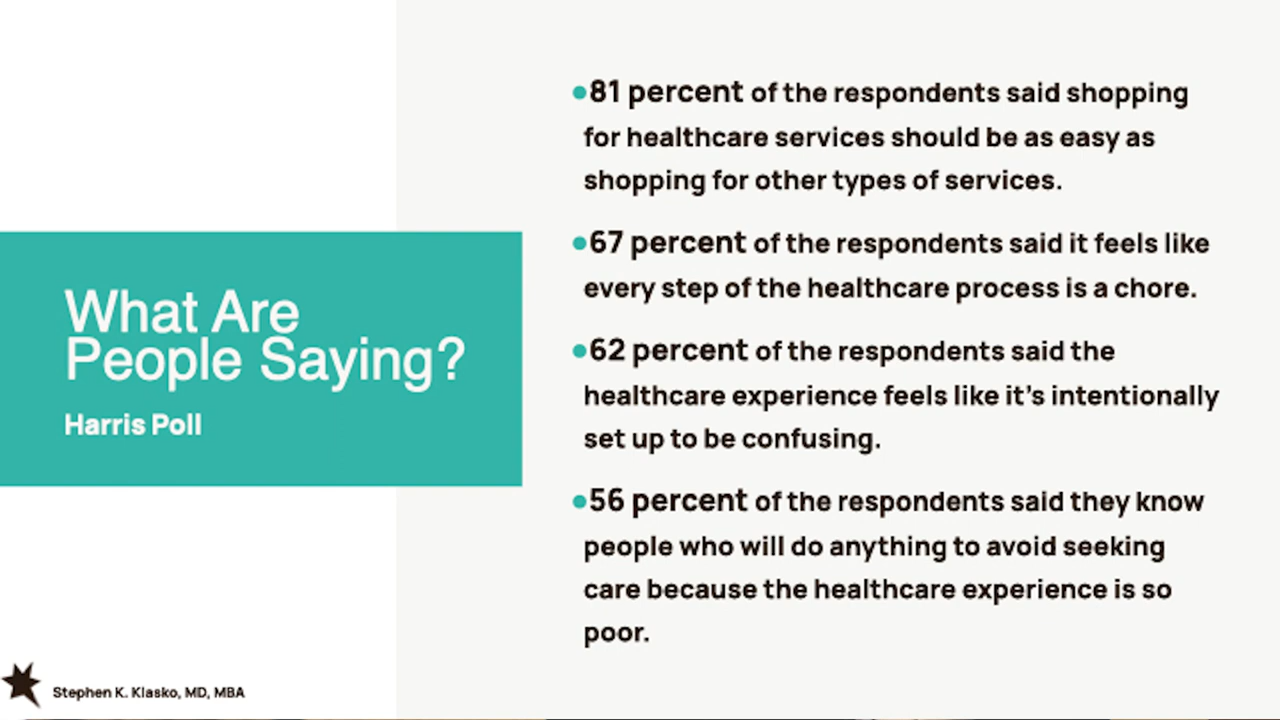 What Are
People Saying?
Harris Poll
•81 percent of the respondents said shopping
for healthcare services should be as easy as
shopping for other types of services.
•67 percent of the respondents said it feels like
every step of the healthcare process is a chore.
•62 percent of the respondents said the
healthcare experience feels like it's intentionally
set up to be confusing.
•56 percent of the respondents said they know
people who will do anything to avoid seeking
care because the healthcare experience is so
poor.
Stephen K. Klasko, MD, MBA